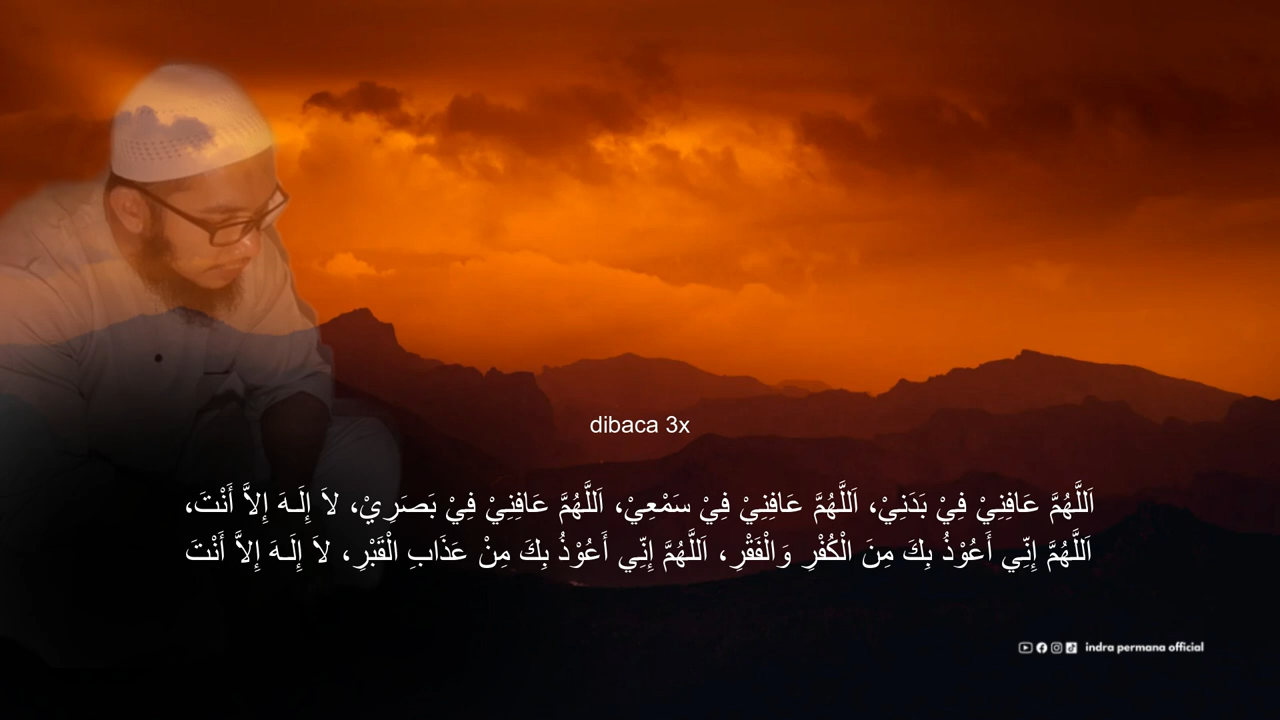 dibaca 3x
اَللَّهُمَّ عَافِنِيْ فِيْ بَدَنِيْ، اَللَّهُمَّ عَافِنِيْ فِيْ سَمْعِيْ، اَللَّهُمَّ عَافِنِيْ فِيْ بَصَرِيْ، لاَ إِلَـهَ إِلاَّ أَنْتَ،
اَللَّهُمَّ إِنِّي أَعُوْذُ بِكَ مِنَ الْكُفْرِ وَالْفَقْرِ، اَللَّهُمَّ إِنِّي أَعُوْذُ بِكَ مِنْ عَذَابِ الْقَبْرِ، لاَ إِلَـهَ إِلاَّ أَنْتَ
indra permana official